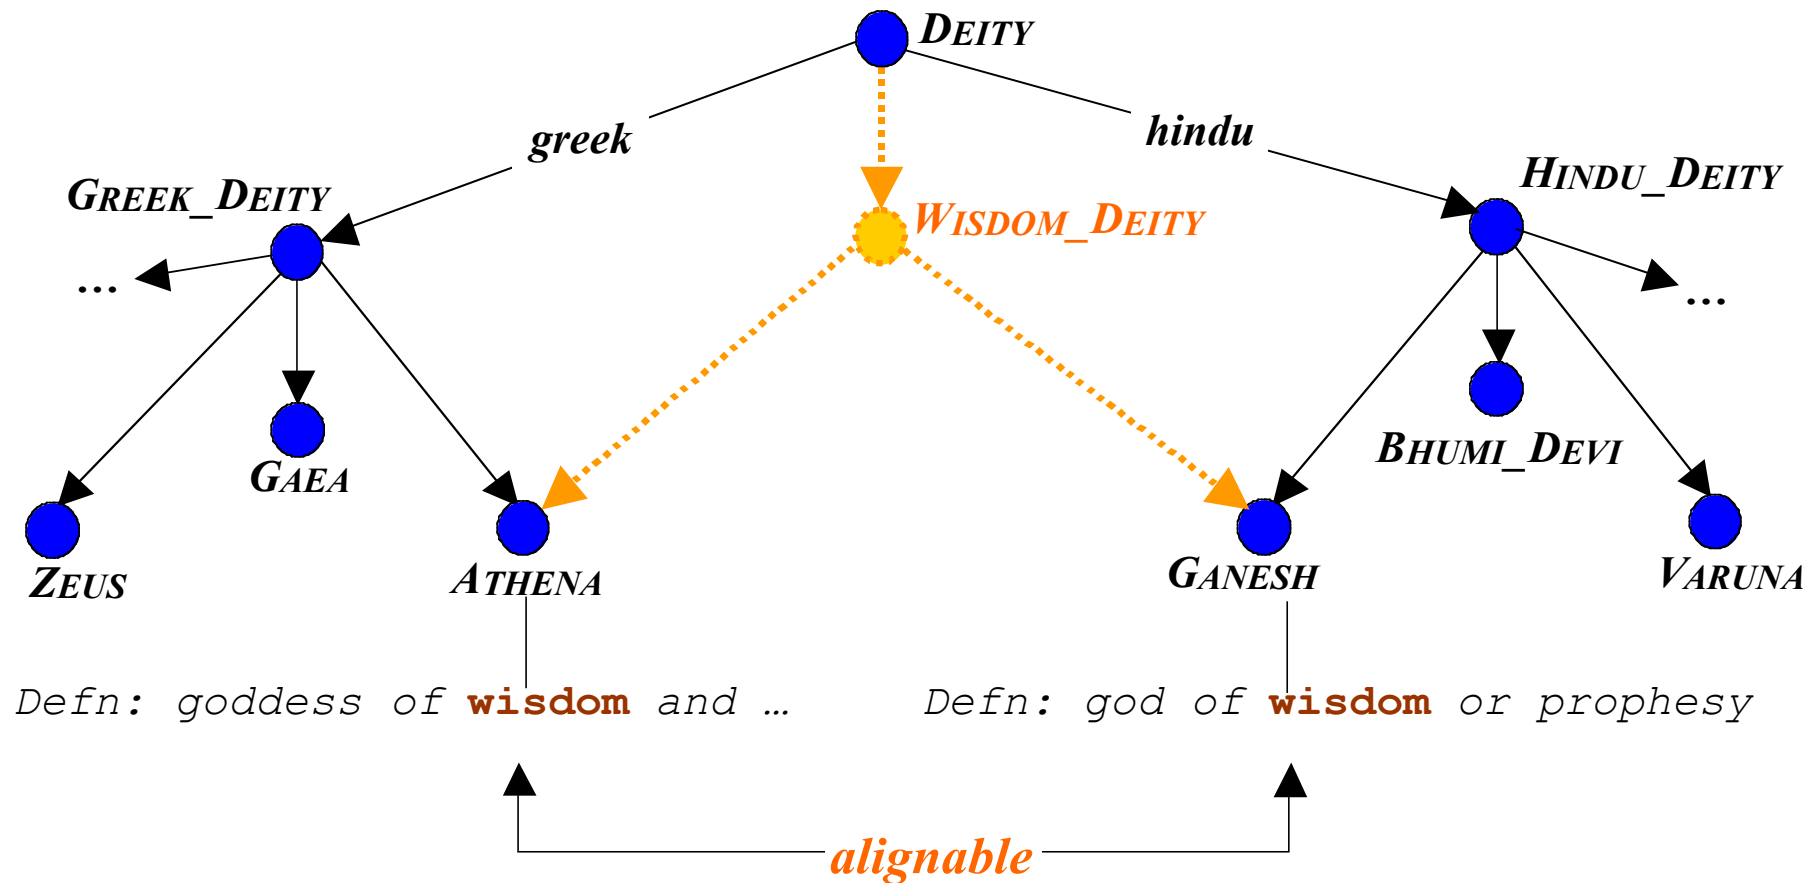 DEITY
greek
hindu
GREEK_DEITY
HINDU_DEITY
WISDOM_DEITY
…
…
GAEA
BHUMI_DEVI
ZEUS
ATHENA
GANESH
VARUNA
Defn: goddess of wisdom and …
Defn: god of wisdom or prophesy
alignable